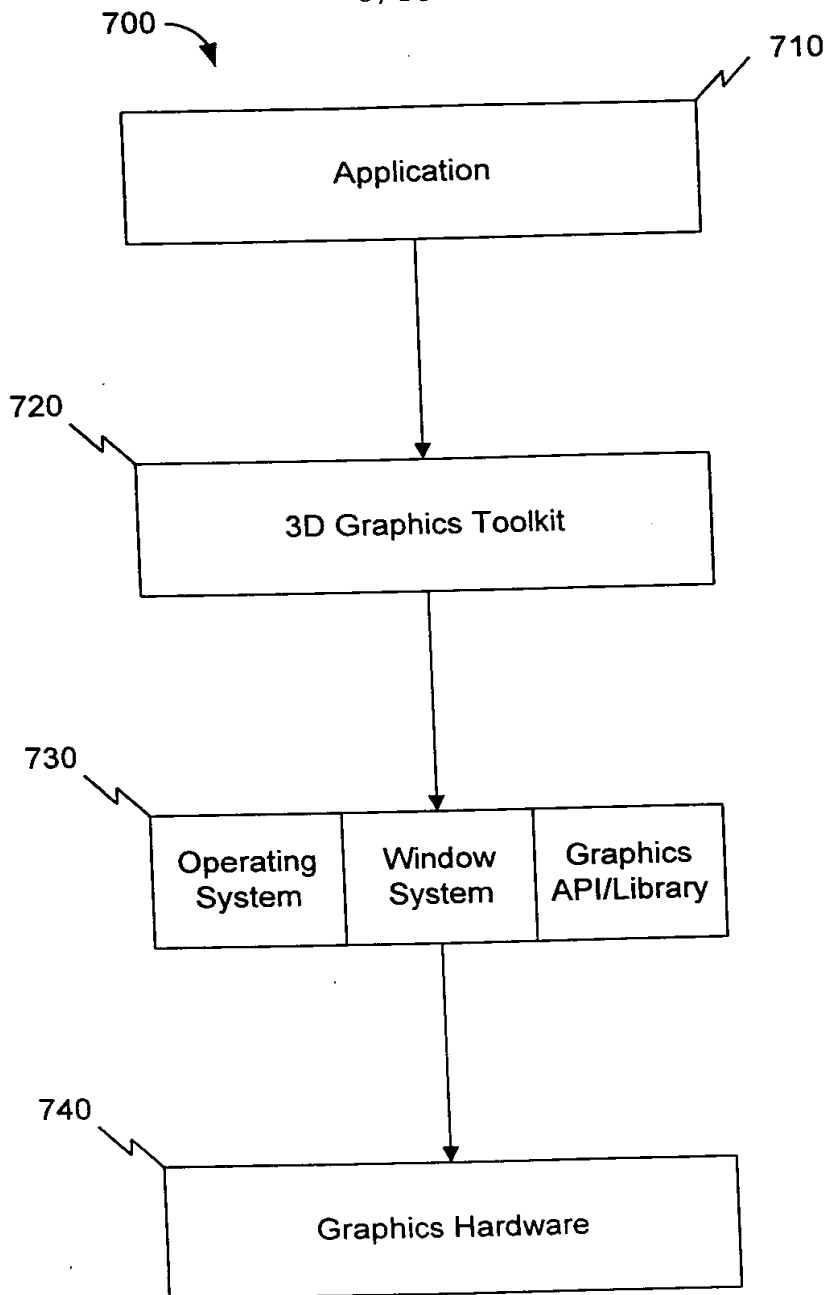 700
710
Application
720
3D Graphics Toolkit
730
Operating
System
Window
System
Graphics
API/Library
740
Graphics Hardware